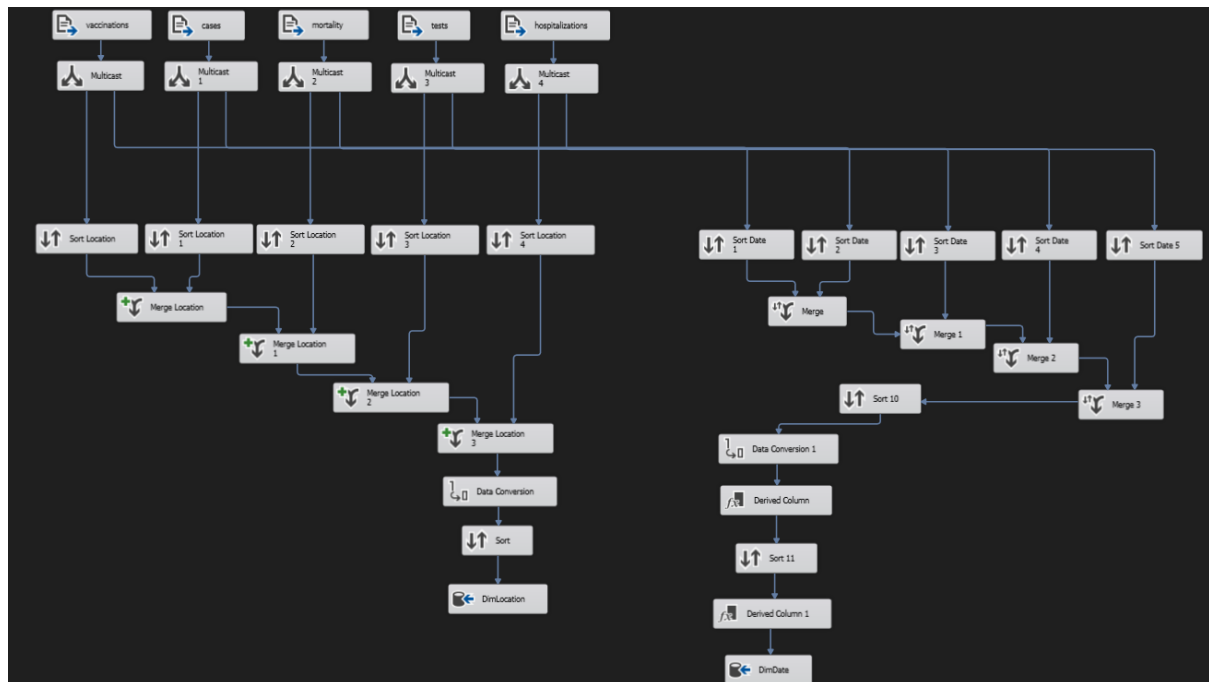 vaccinations
cases
mortality
tests
hospitalizations
Multicast
Multicast
1
Multicast
2
Multicast
3
Multicast
4
Sort Location
Sort Location
1
Sort Location
2
Sort Location
3
Sort Location
4
Sort Date
1
Sort Date
2
Sort Date
3
Sort Date
4
Sort Date 5
Merge Location
Merge
Merge Location
1
Merge 1
Merge 2
Merge Location
2
Sort 10
Merge 3
Merge Location
3
Data Conversion 1
Data Conversion
fx
Derived Column
Sort
Sort 11
DimLocation
fx
Derived Column 1
DimDate